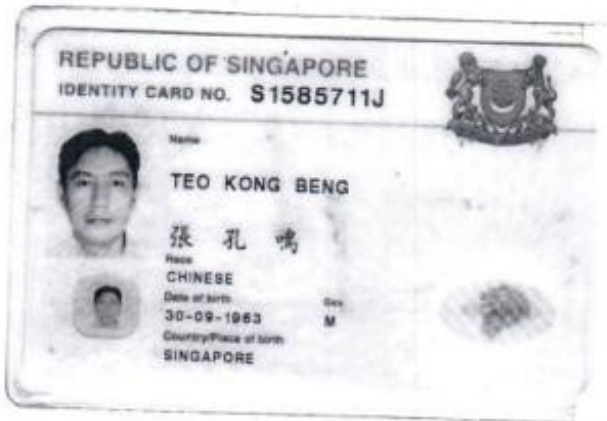 REPUBLIC OF SINGAPORE
IDENTITY CARD NO. S1585711J
Name
TEO KONG BENG
張 孔 鳴
Race
CHINESE
Date of birth Sex
30-09-1963 M
Country/Place of birth
SINGAPORE